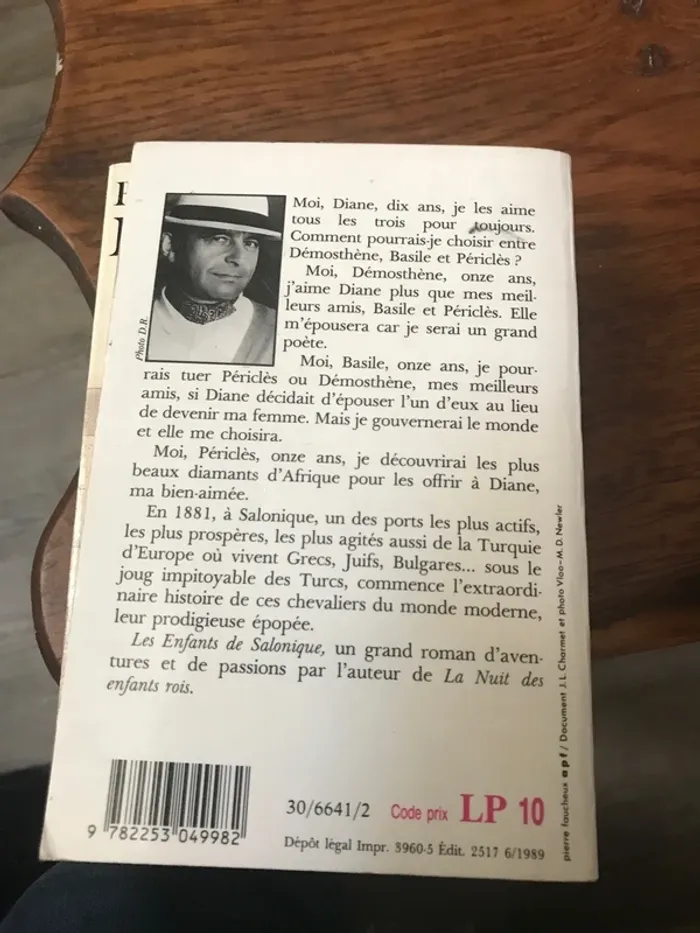 Moi, Diane, dix ans, je les aime
tous les trois pour toujours.
Comment pourrais-je choisir entre
Démosthène, Basile et Périclès ?
Moi, Démosthène, onze ans,
j'aime Diane plus que mes meil-
leurs amis, Basile et Périclès. Elle
m'épousera car je serai un grand
poète.
Photo D.R.
Moi, Basile, onze ans, je pour-
rais tuer Périclès ou Démosthène, mes meilleurs
amis, si Diane décidait d'épouser l'un d'eux au lieu
de devenir ma femme. Mais je gouvernerai le monde
et elle me choisira.
Moi, Périclès, onze ans, je découvrirai les plus
beaux diamants d'Afrique pour les offrir à Diane,
ma bien-aimée.
En 1881, à Salonique, un des ports les plus actifs,
les plus prospères, les plus agités aussi de la Turquie
d'Europe où vivent Grecs, Juifs, Bulgares... sous le
joug impitoyable des Turcs, commence l'extraordi-
naire histoire de ces chevaliers du monde moderne,
leur prodigieuse épopée.
Les Enfants de Salonique, un grand roman d'aven-
tures et de passions par l'auteur de La Nuit des
enfants rois.
pierre faucheux apf / Document J.L. Charmet et photo Vloo-M.D. Newler
9 782253 049982
30/6641/2 Code prix LP 10
Dépôt légal Impr. 3960-5 Édit. 2517 6/1989